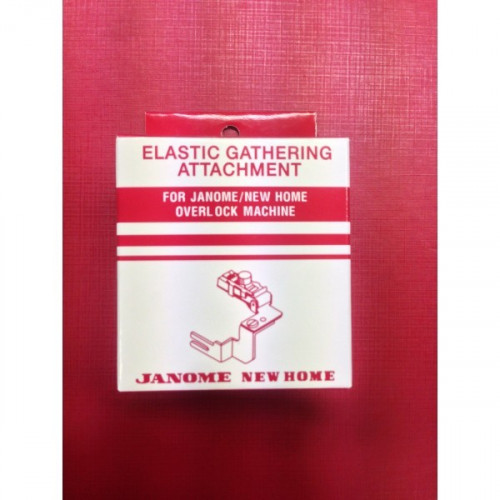 ELASTIC GATHERING
ATTACHMENT
FOR JANOME/NEW HOME
OVERLOCK MACHINE
JANOME NEW HOME